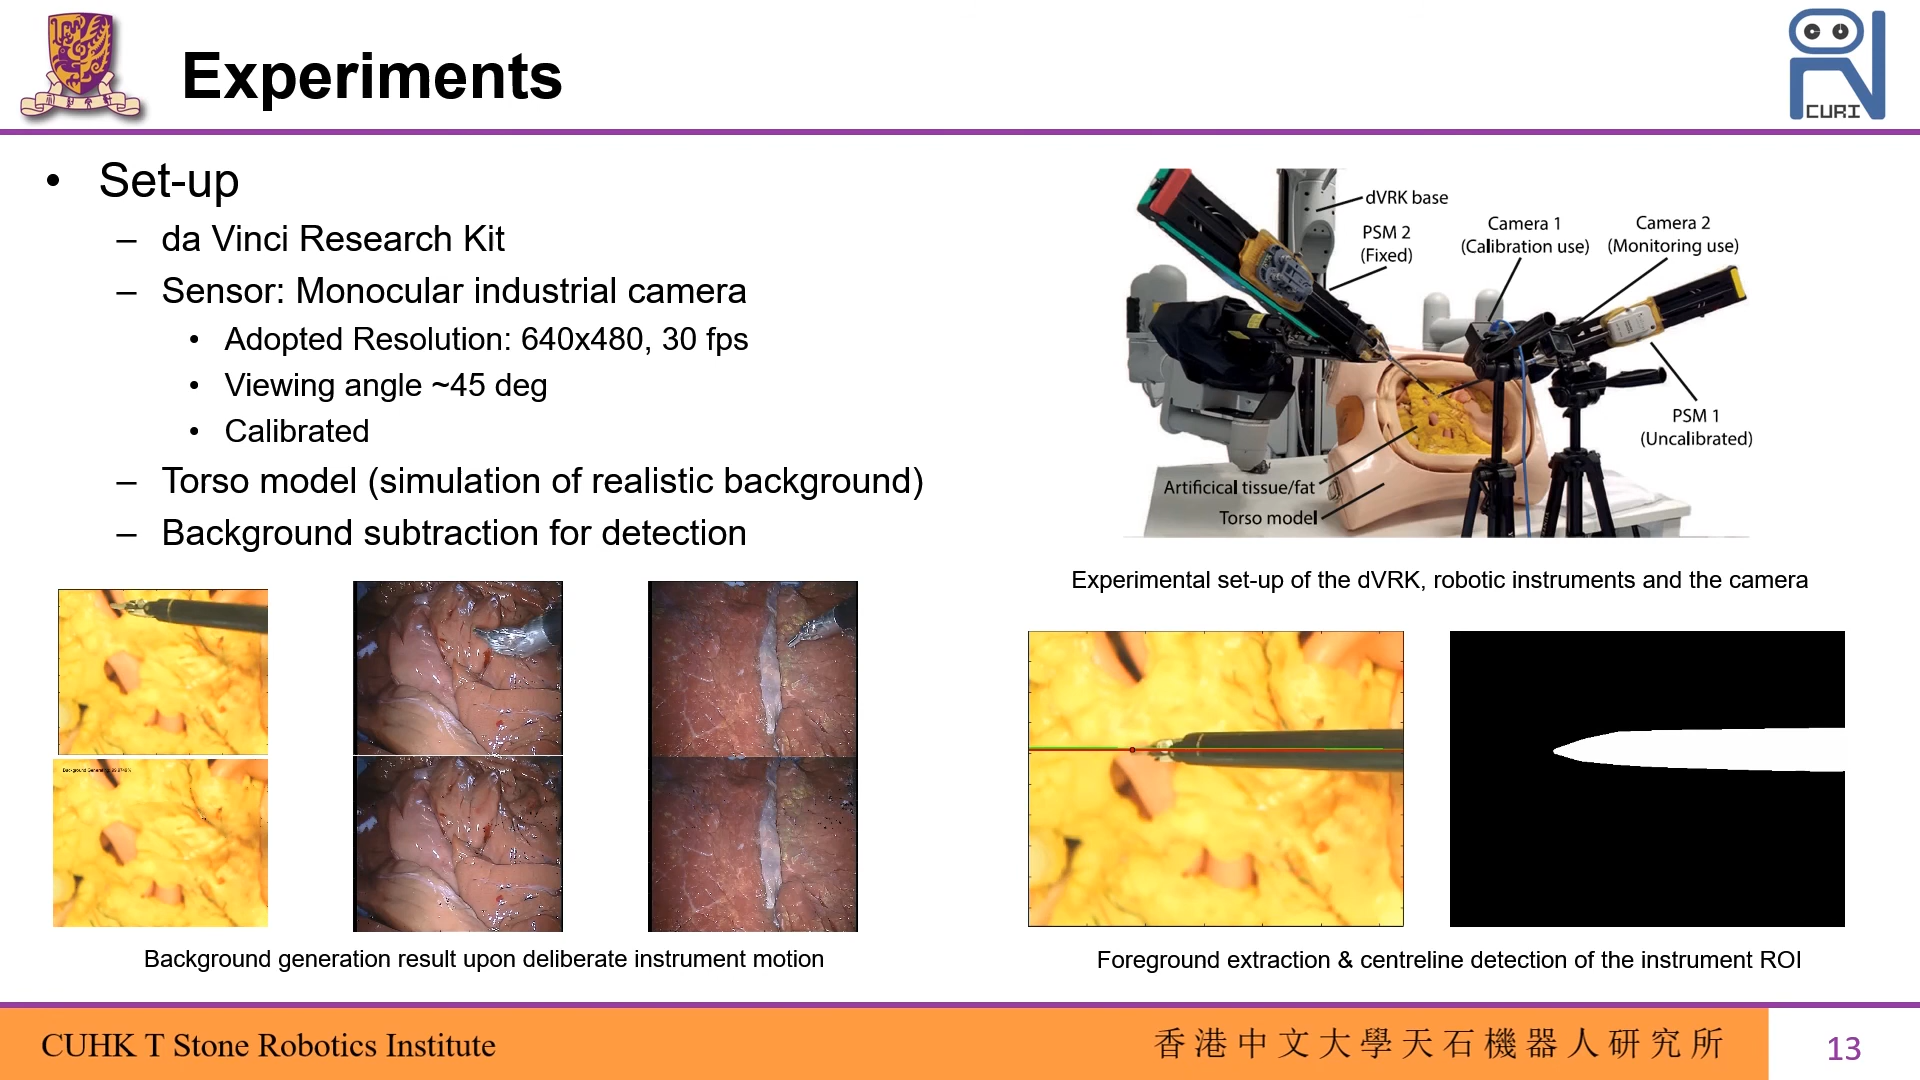 Experiments
CURI
• Set-up
– da Vinci Research Kit
– Sensor: Monocular industrial camera
• Adopted Resolution: 640x480, 30 fps
• Viewing angle ~45 deg
• Calibrated
– Torso model (simulation of realistic background)
– Background subtraction for detection
dVRK base
PSM 2
(Fixed)
Camera 1
(Calibration use)
Camera 2
(Monitoring use)
PSM 1
(Uncalibrated)
Artificical tissue/fat
Torso model
Experimental set-up of the dVRK, robotic instruments and the camera
Background generation result upon deliberate instrument motion
Foreground extraction & centreline detection of the instrument ROI
CUHK T Stone Robotics Institute
香港中文大學天石機器人研究所
13